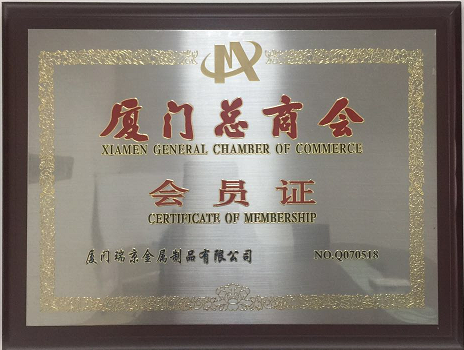 厦门总商会
XIAMEN GENERAL CHAMBER OF COMMERCE
会员证
CERTIFICATE OF MEMBERSHIP
厦门瑞京金属制品有限公司 NO:Q070518